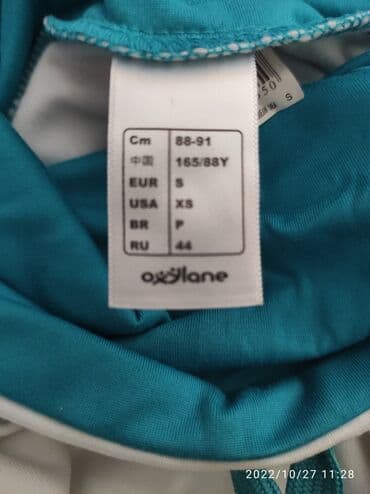 Cm 88-91
中国 165/88Y
EUR S
USA XS
BR P
RU 44
oxylane
S
2022/10/27 11:28